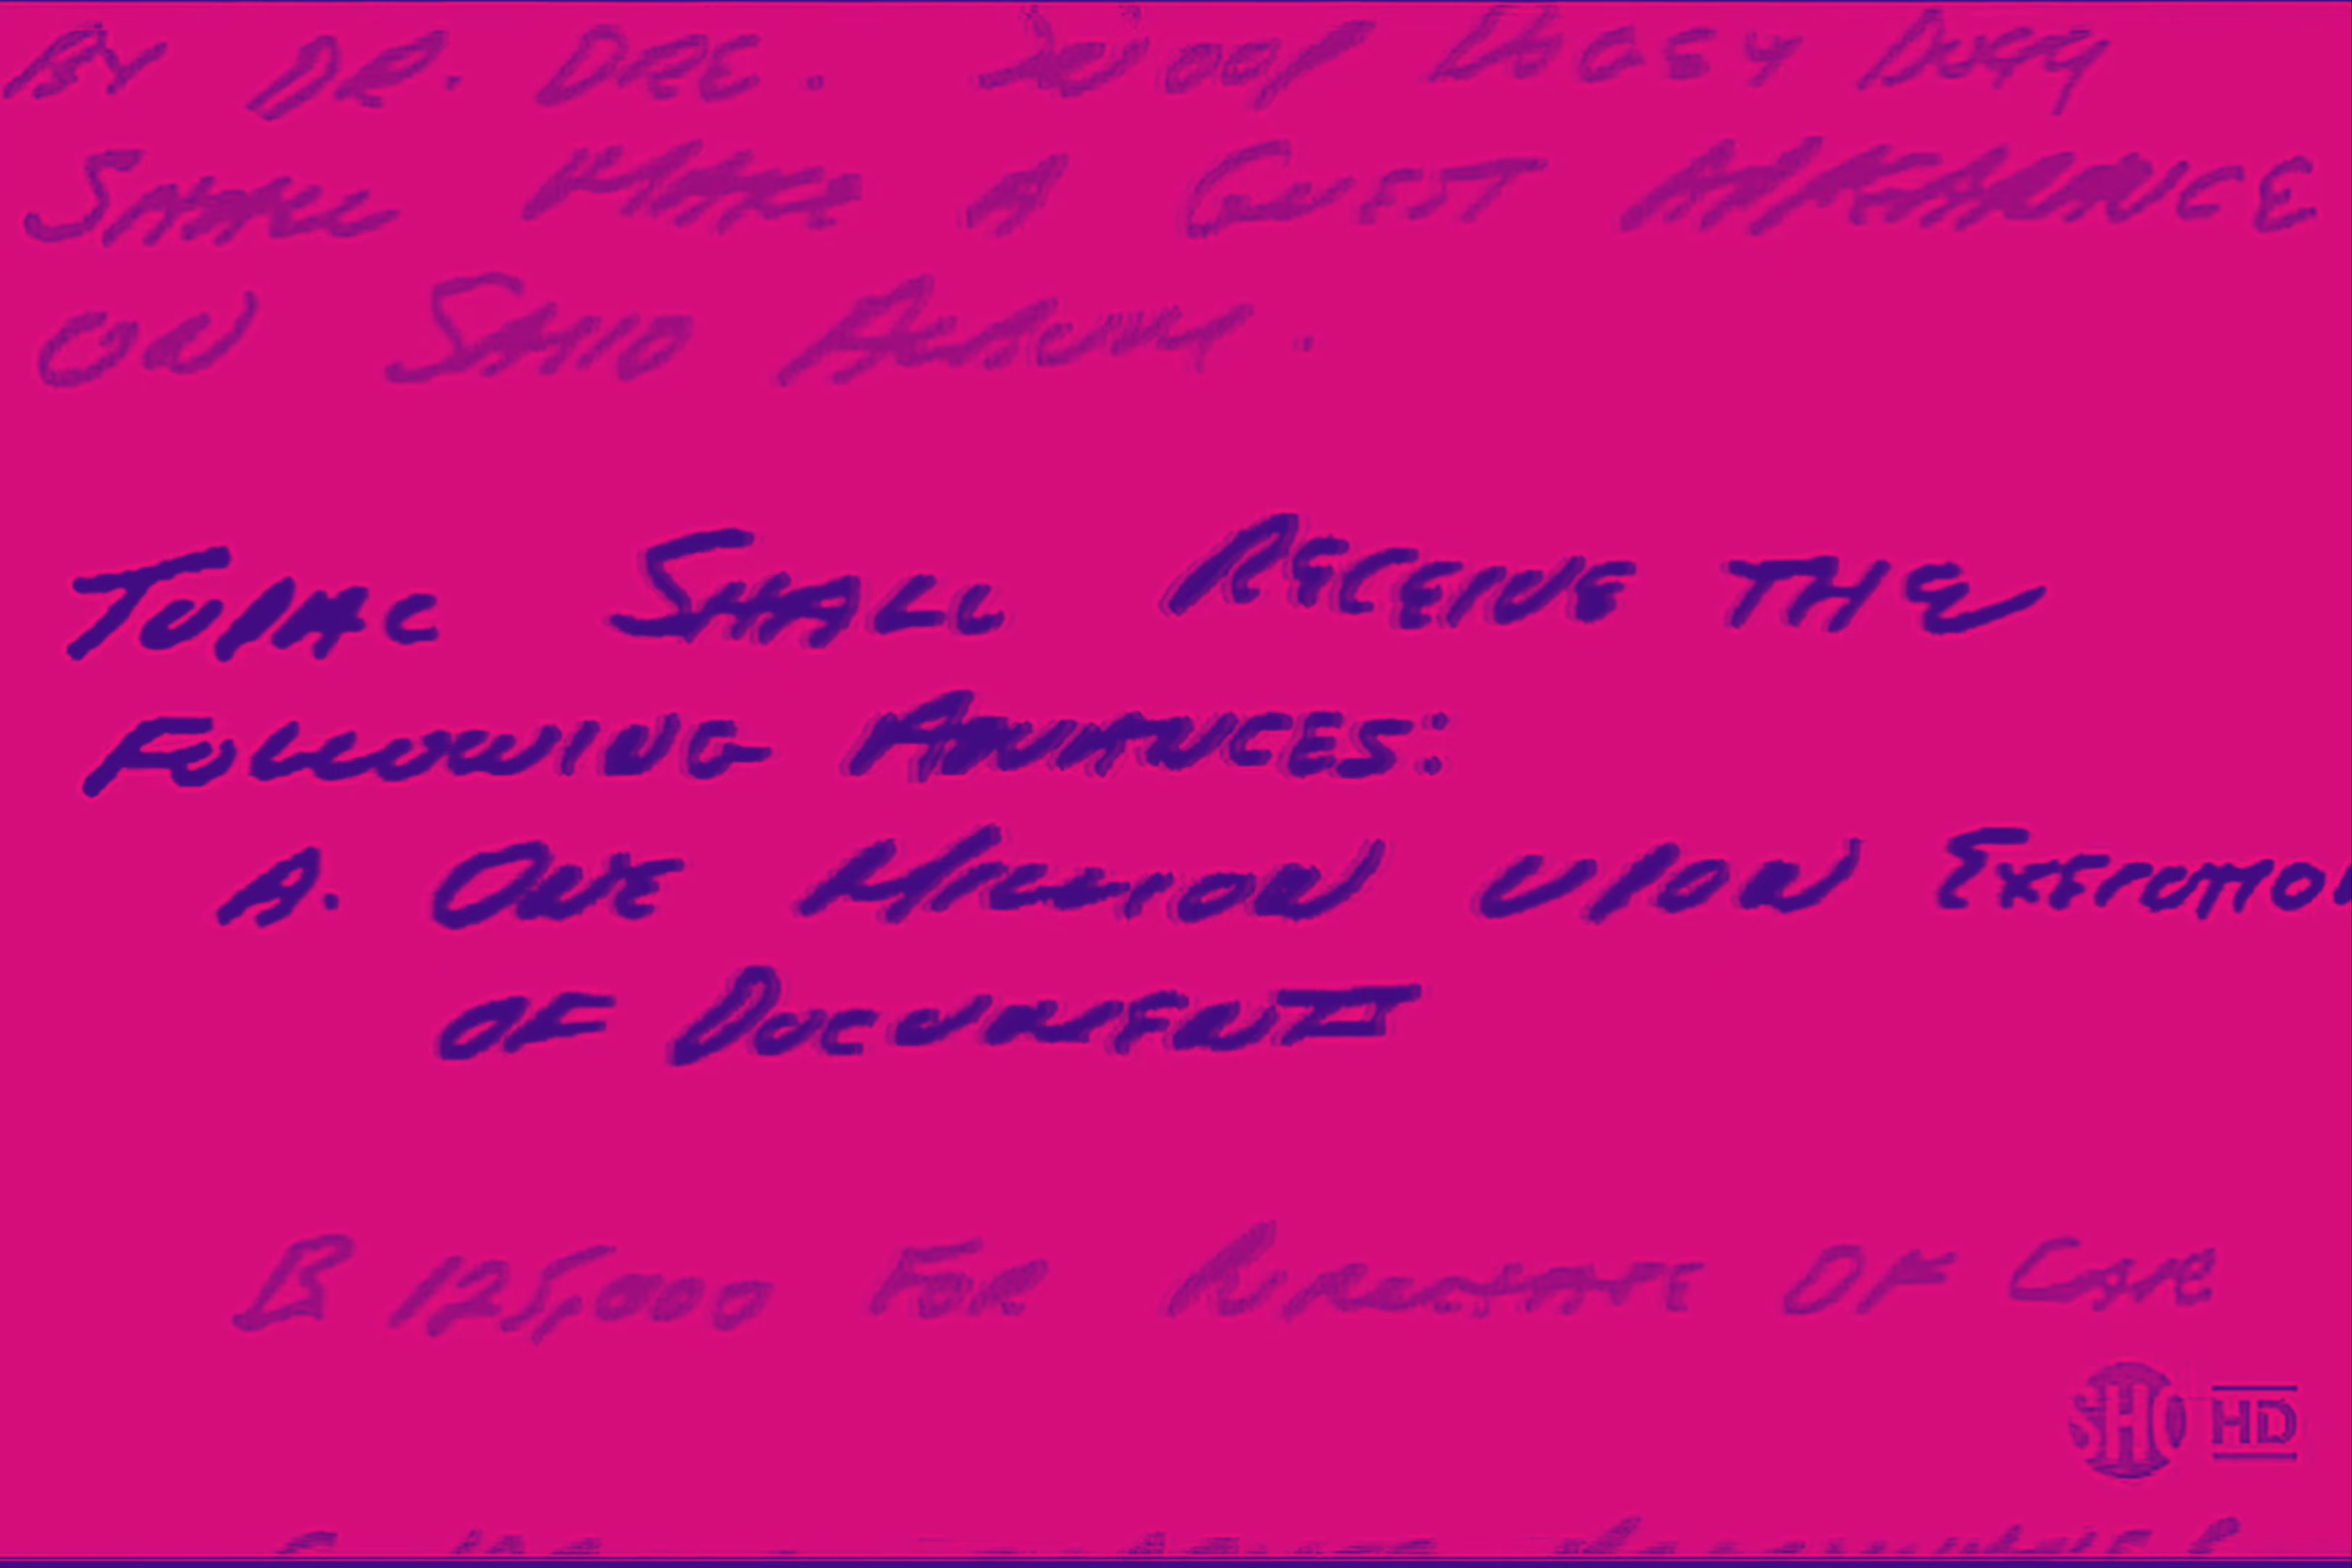 BY DR. DRE. SNOOP DOGGY DOGG
SHALL MAKE A GUEST APPEARANCE
ON SAID ALBUM.
TUPAC SHALL RECEIVE THE
FOLLOWING ADVANCES:
A. ONE MILLION UPON EXECUTION
OF DOCUMENT
B 125,000 FOR PURCHASE OF CAR
SHO HD